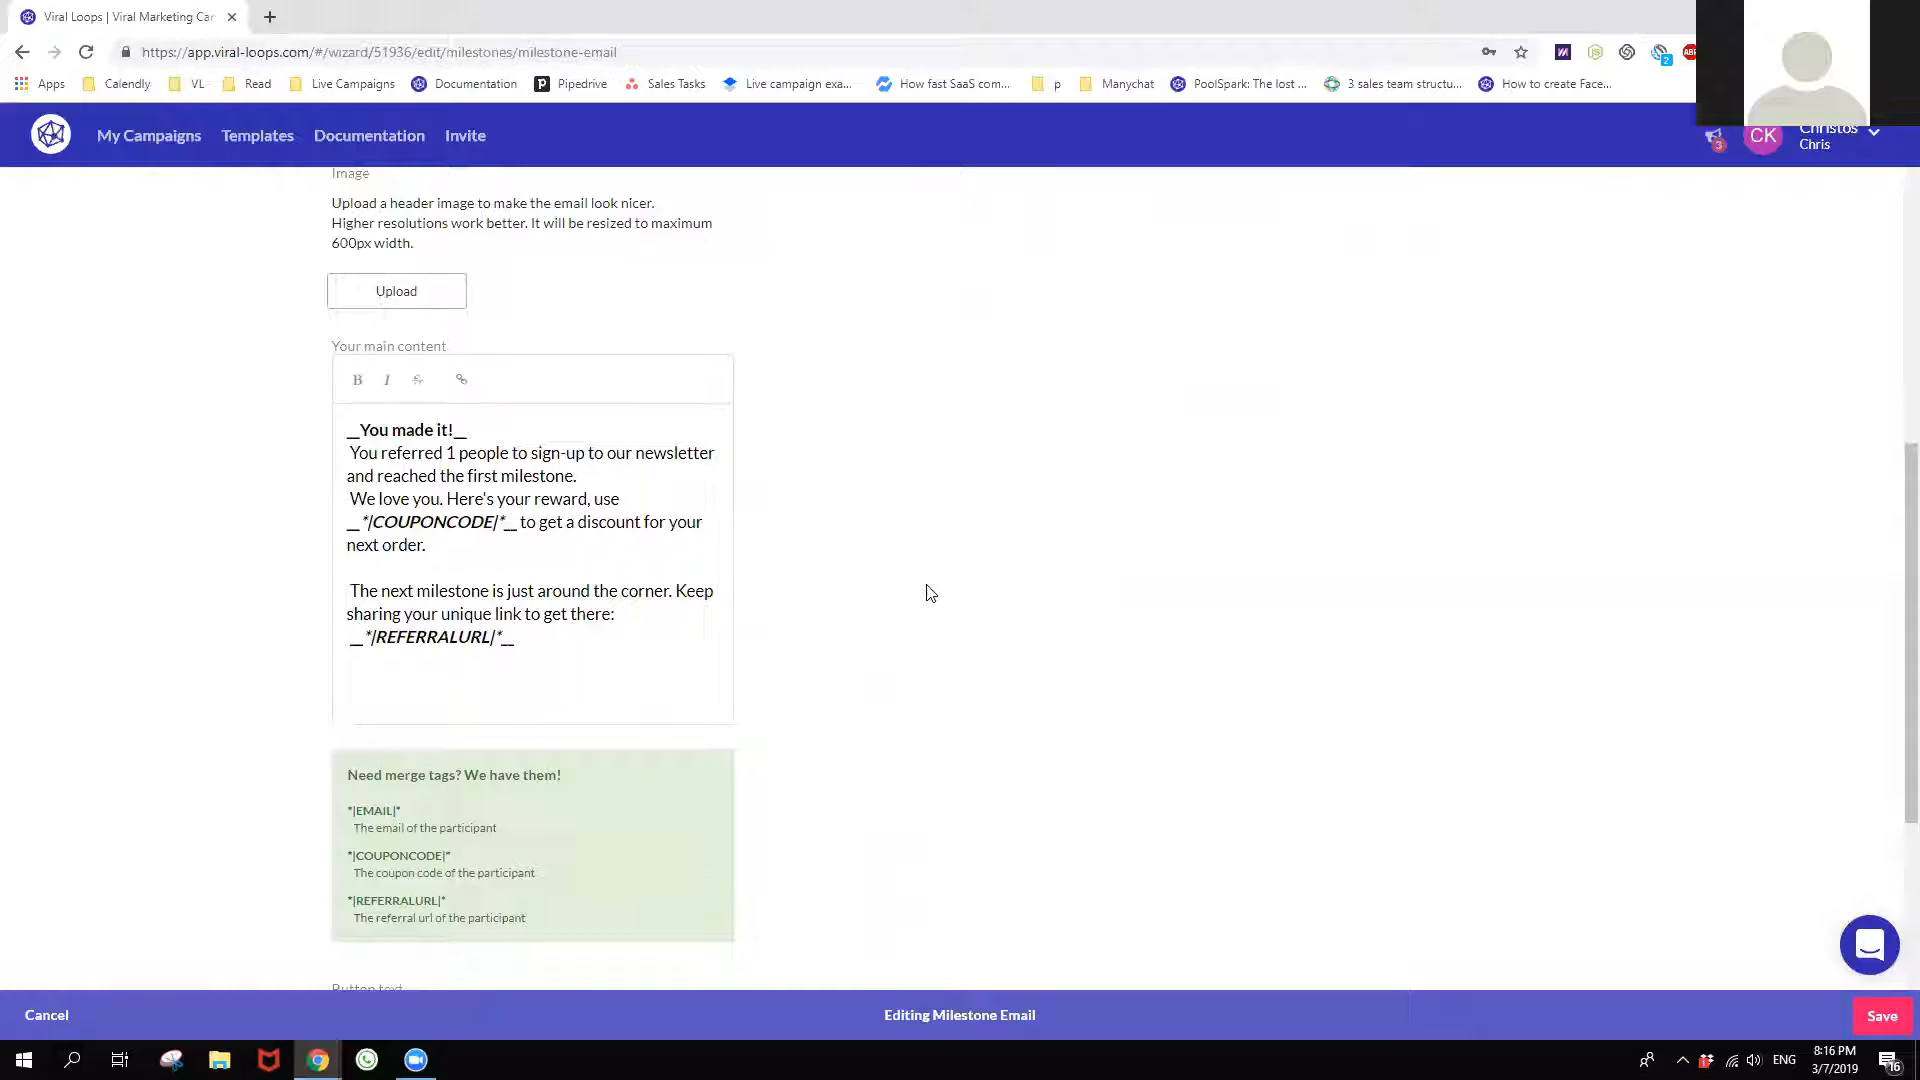 Viral Loops | Viral Marketing Car
https://app.viral-loops.com/#/wizard/51936/edit/milestones/milestone-email
2
ABP
Apps
Calendly
VL
Read
Live Campaigns
Documentation
Pipedrive
Sales Tasks
Live campaign exa...
How fast SaaS com...
p
Manychat
PoolSpark: The lost ...
3 sales team structu...
How to create Face...
My Campaigns
Templates
Documentation
Invite
3
CK
Christos
Chris
Image
Upload a header image to make the email look nicer.
Higher resolutions work better. It will be resized to maximum
600px width.
Upload
Your main content
B I S
__You made it!__
You referred 1 people to sign-up to our newsletter
and reached the first milestone.
We love you. Here's your reward, use
__*|COUPONCODE|*__ to get a discount for your
next order.
The next milestone is just around the corner. Keep
sharing your unique link to get there:
__*|REFERRALURL|*__
Need merge tags? We have them!
*|EMAIL|*
The email of the participant
*|COUPONCODE|*
The coupon code of the participant
*|REFERRALURL|*
The referral url of the participant
Button text
Cancel
Editing Milestone Email
Save
ENG
8:16 PM
3/7/2019
16